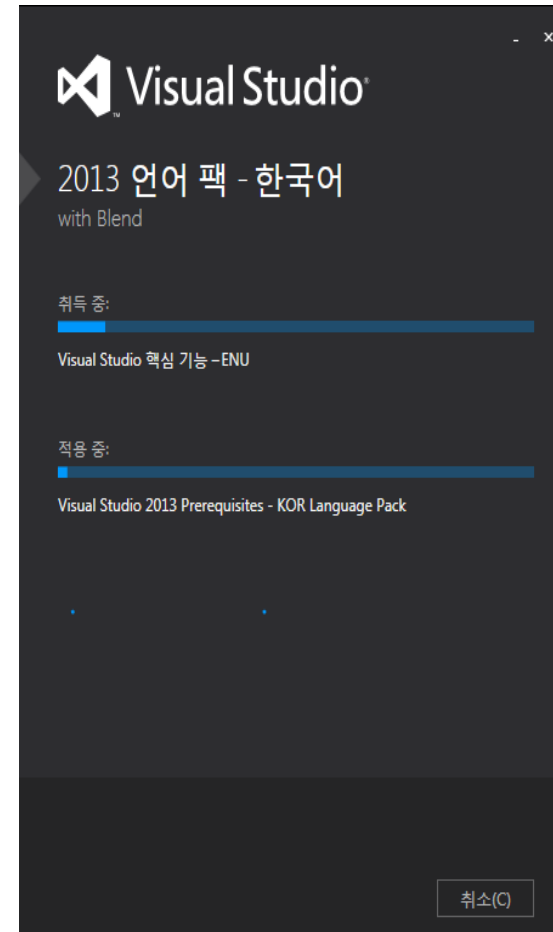 Visual Studio®
™
2013 언어 팩 - 한국어
with Blend
취득 중:
Visual Studio 핵심 기능 – ENU
적용 중:
Visual Studio 2013 Prerequisites - KOR Language Pack
취소(C)